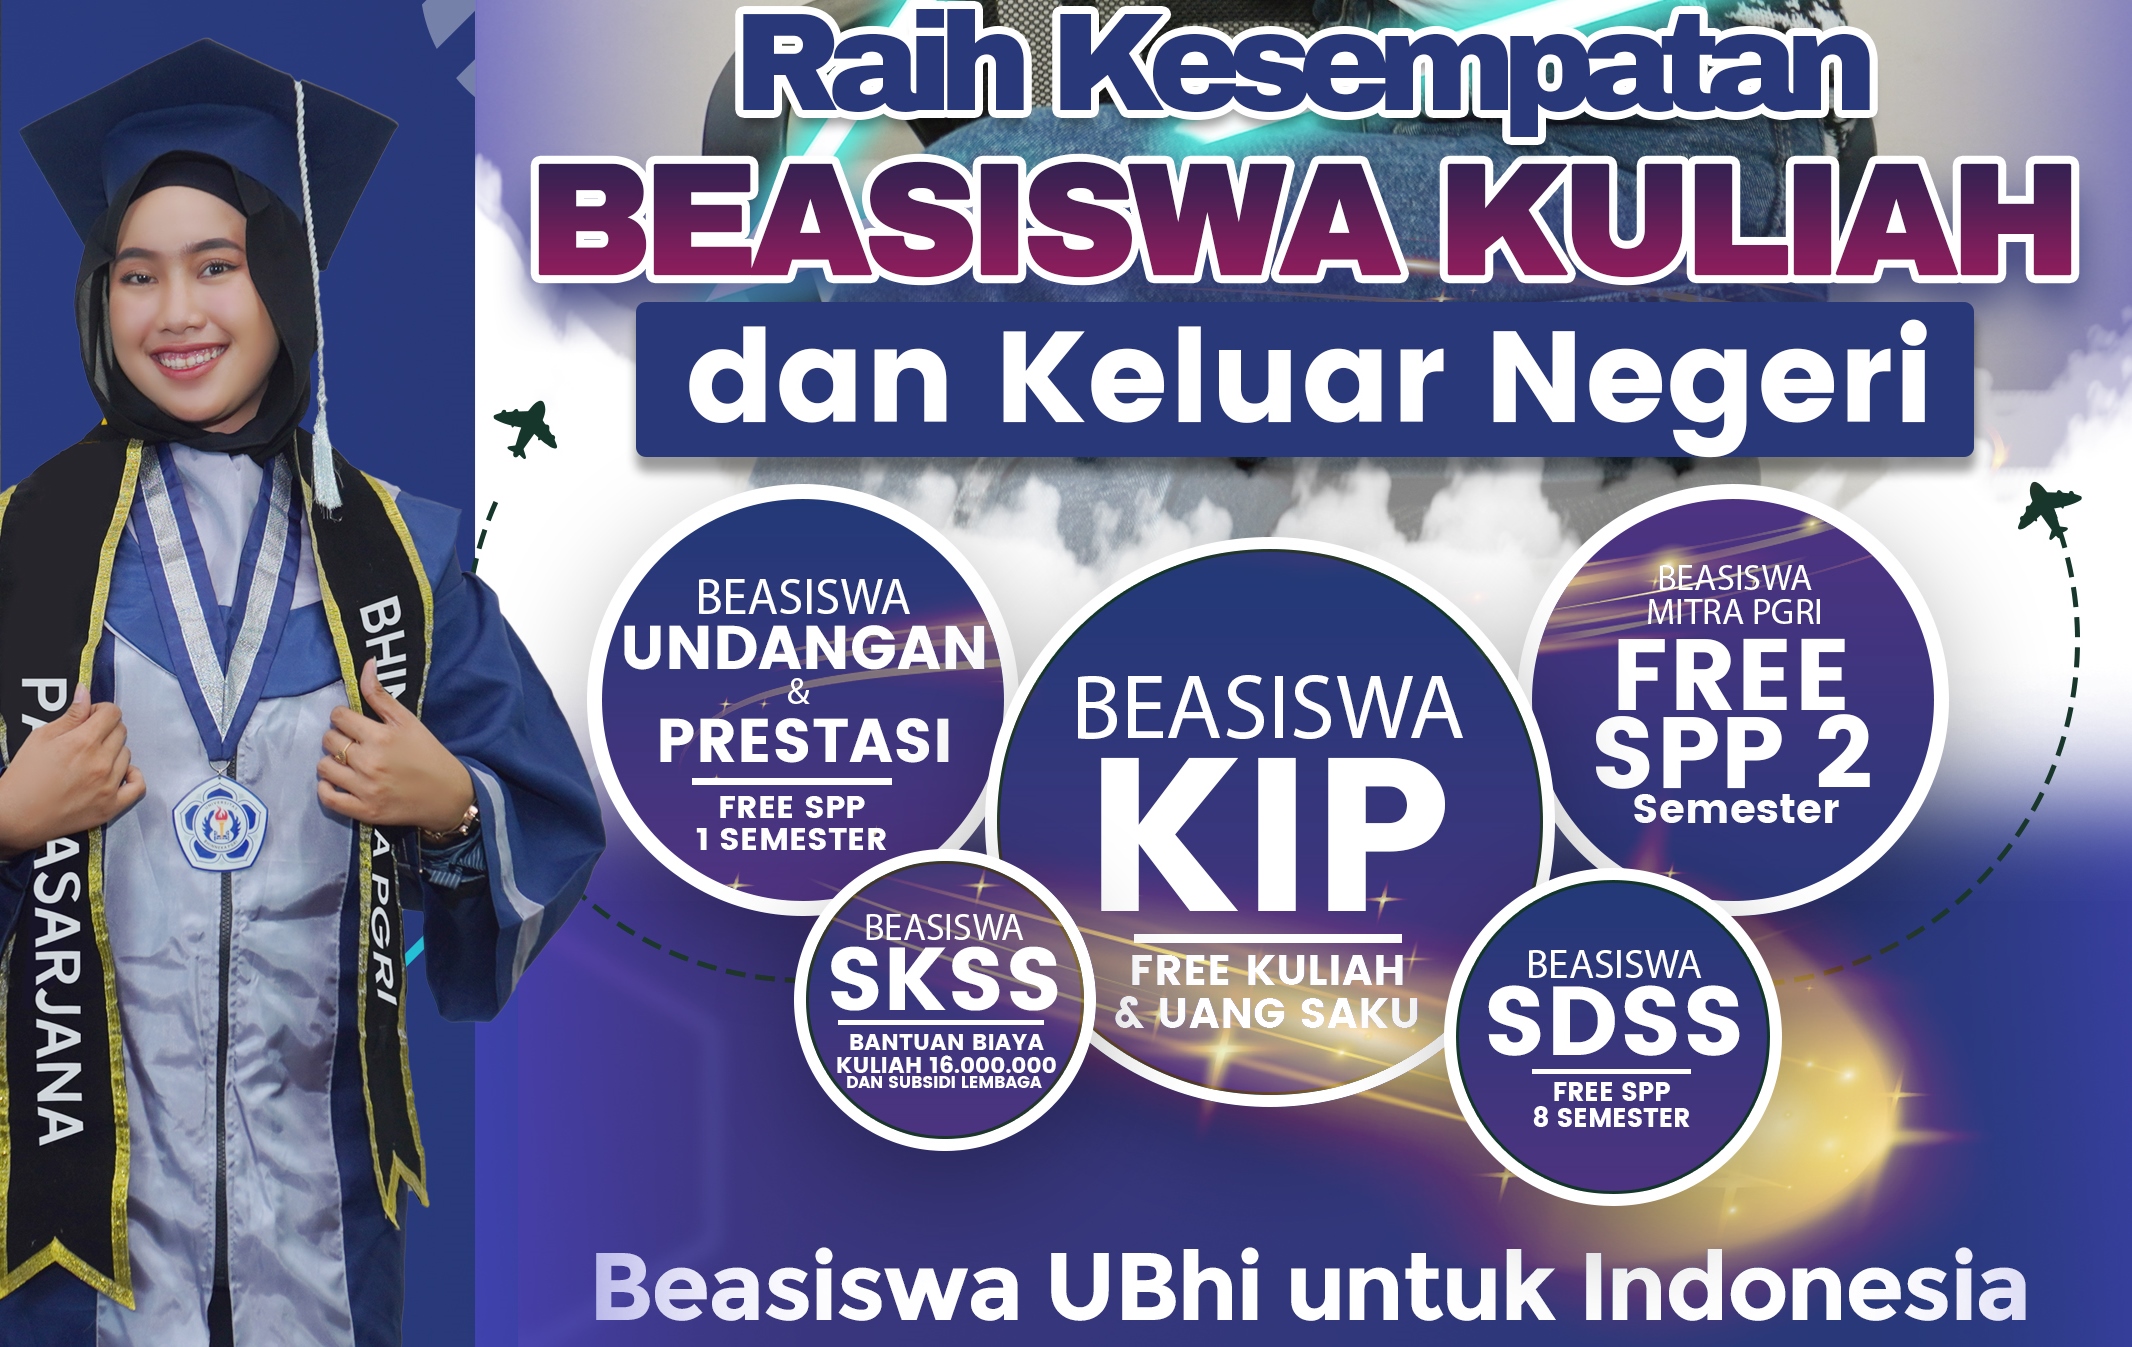 Raih Kesempatan
BEASISWA KULIAH
dan Keluar Negeri
BEASISWA
UNDANGAN
&
PRESTASI
FREE SPP
1 SEMESTER
BEASISWA
KIP
FREE KULIAH
& UANG SAKU
BEASISWA
MITRA PGRI
FREE
SPP 2
Semester
BEASISWA
SKSS
BANTUAN BIAYA
KULIAH 16.000.000
DAN SUBSIDI LEMBAGA
BEASISWA
SDSS
FREE SPP
8 SEMESTER
Beasiswa UBhi untuk Indonesia
PA ASARJANA
BHIN A PGRI